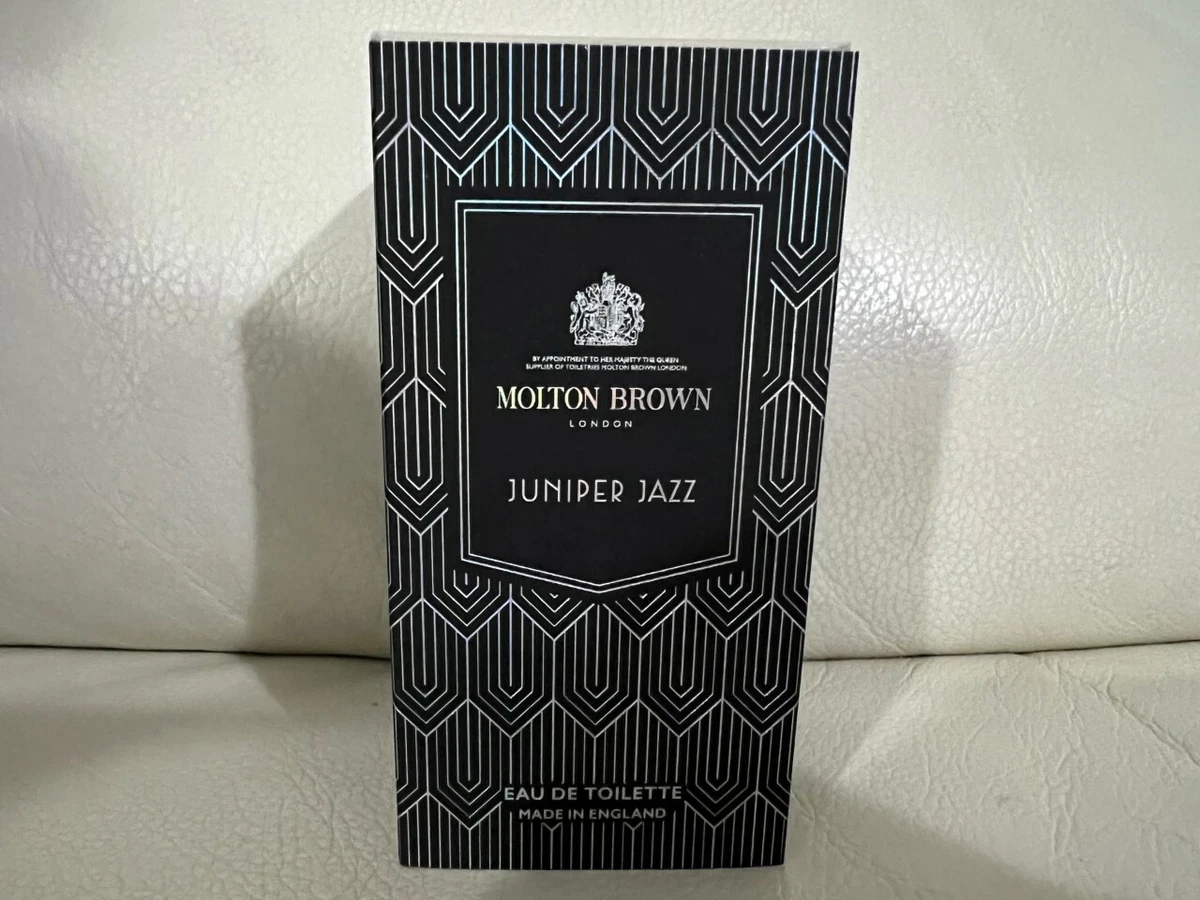 BY APPOINTMENT TO HER MAJESTY THE QUEEN
SUPPLIER OF TOILETRIES MOLTON BROWN LONDON
MOLTON BROWN
LONDON
JUNIPER JAZZ
EAU DE TOILETTE
MADE IN ENGLAND